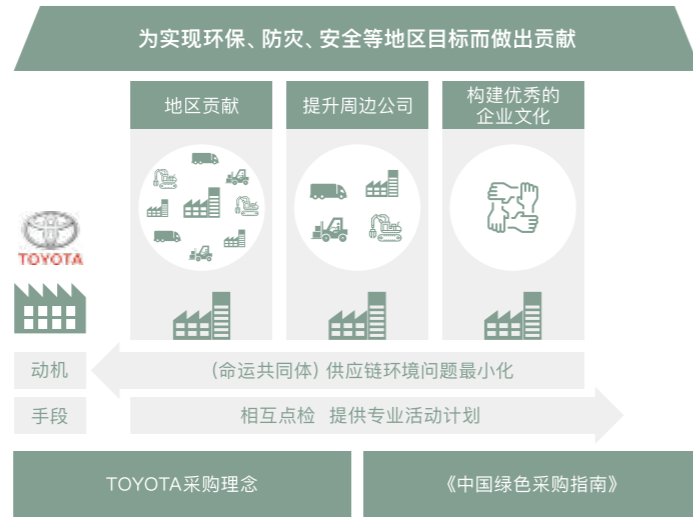 为实现环保、防灾、安全等地区目标而做出贡献
地区贡献
提升周边公司
构建优秀的
企业文化
TOYOTA
动机
(命运共同体) 供应链环境问题最小化
手段
相互点检 提供专业活动计划
TOYOTA采购理念
《中国绿色采购指南》